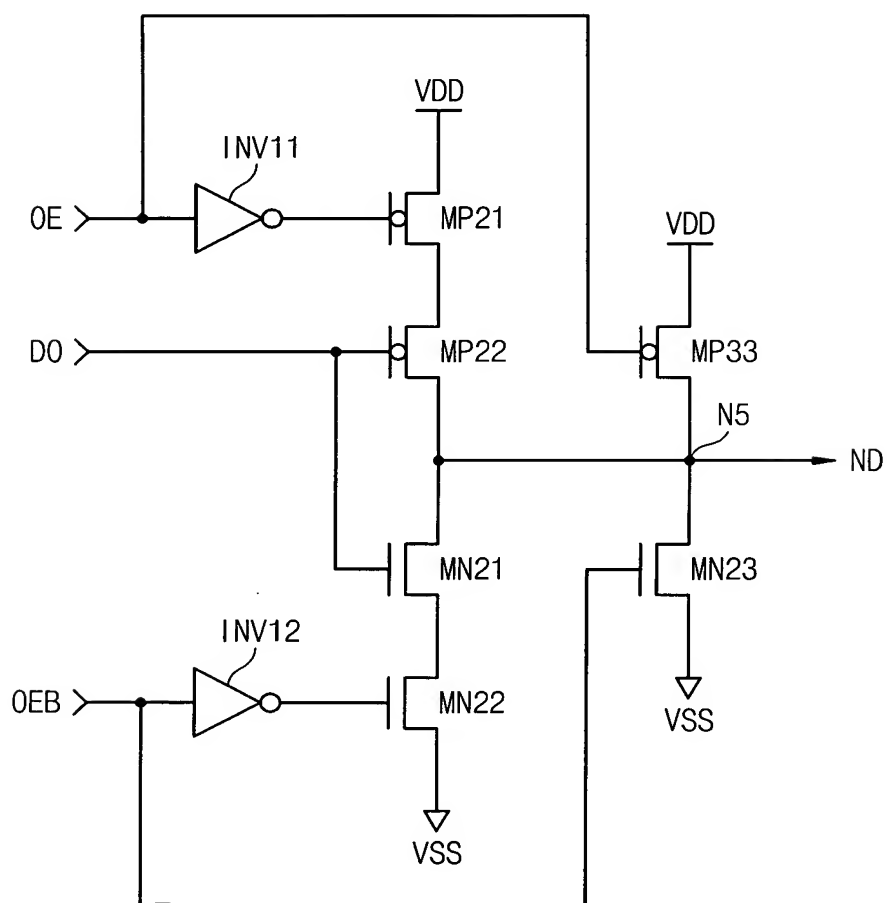 VDD
INV11
OE
MP21
VDD
DO
MP22
MP33
N5
ND
MN21
MN23
INV12
OEB
MN22
VSS
VSS